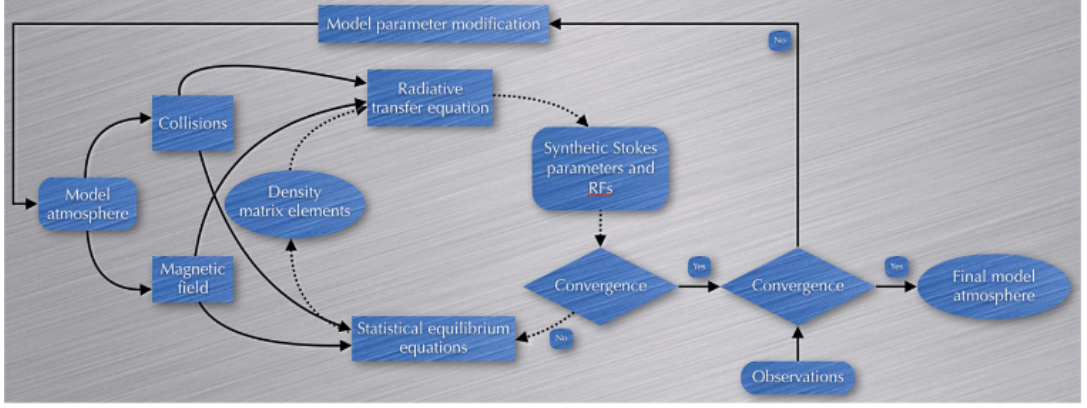 Model parameter modification
No
Radiative
transfer equation
Collisions
Synthetic Stokes
parameters and
RFs
Model
atmosphere
Density
matrix elements
Magnetic
field
Convergence
Yes
Convergence
Yes
Final model
atmosphere
Statistical equilibrium
equations
No
Observations